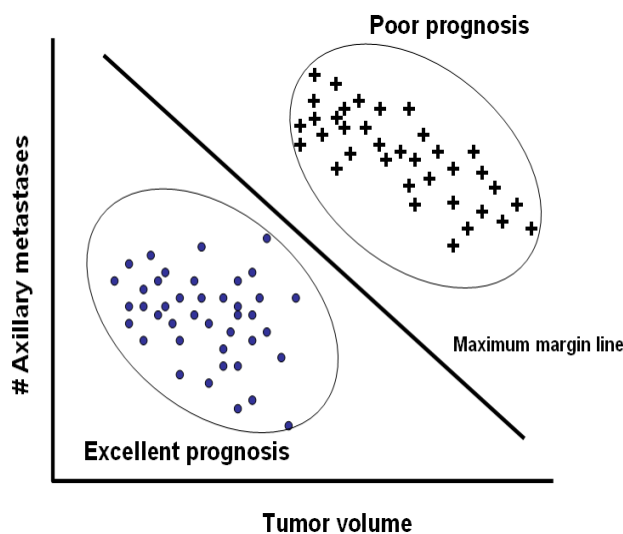 Poor prognosis
# Axillary metastases
Maximum margin line
Excellent prognosis
Tumor volume